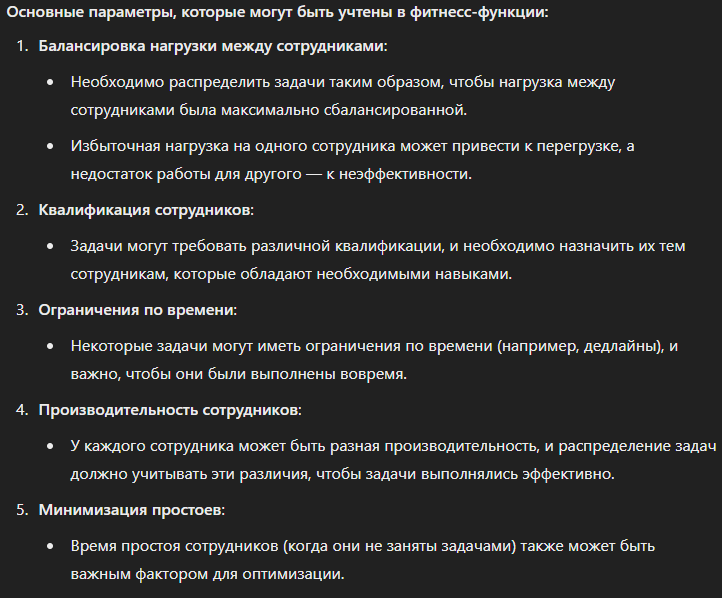 Основные параметры, которые могут быть учтены в фитнесс-функции:
1. Балансировка нагрузки между сотрудниками:
• Необходимо распределить задачи таким образом, чтобы нагрузка между
сотрудниками была максимально сбалансированной.
• Избыточная нагрузка на одного сотрудника может привести к перегрузке, а
недостаток работы для другого — к неэффективности.
2. Квалификация сотрудников:
• Задачи могут требовать различной квалификации, и необходимо назначить их тем
сотрудникам, которые обладают необходимыми навыками.
3. Ограничения по времени:
• Некоторые задачи могут иметь ограничения по времени (например, дедлайны), и
важно, чтобы они были выполнены вовремя.
4. Производительность сотрудников:
• У каждого сотрудника может быть разная производительность, и распределение задач
должно учитывать эти различия, чтобы задачи выполнялись эффективно.
5. Минимизация простоев:
• Время простоя сотрудников (когда они не заняты задачами) также может быть
важным фактором для оптимизации.